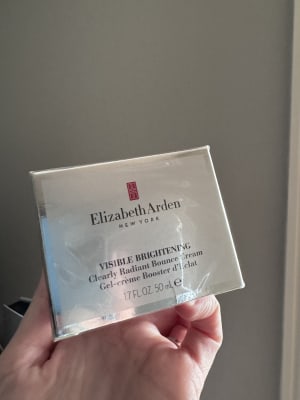 Elizabeth Arden
NEW YORK
VISIBLE BRIGHTENING
Clearly Radiant Bounce Cream
Gel-crème Booster d'Éclat
1.7 FL. OZ. 50 mL ℮